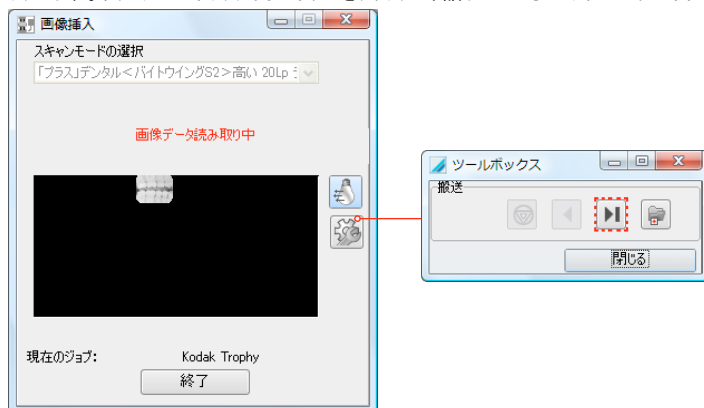 画像挿入
スキャンモードの選択
「プラス」デンタル<バイトウイングS2>高い 20Lp
画像データ読み取り中
現在のジョブ: Kodak Trophy
終了
ツールボックス
搬送
閉じる